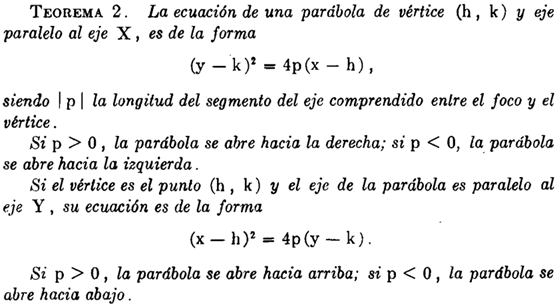 TEOREMA 2. La ecuación de una parábola de vértice (h, k) y eje
paralelo al eje X, es de la forma
(y − k)² = 4p(x − h),
siendo | p | la longitud del segmento del eje comprendido entre el foco y el
vértice.
Si p > 0, la parábola se abre hacia la derecha; si p < 0, la parábola
se abre hacia la izquierda.
Si el vértice es el punto (h, k) y el eje de la parábola es paralelo al
eje Y, su ecuación es de la forma
(x − h)² = 4p(y − k).
Si p > 0, la parábola se abre hacia arriba; si p < 0, la parábola se
abre hacia abajo.